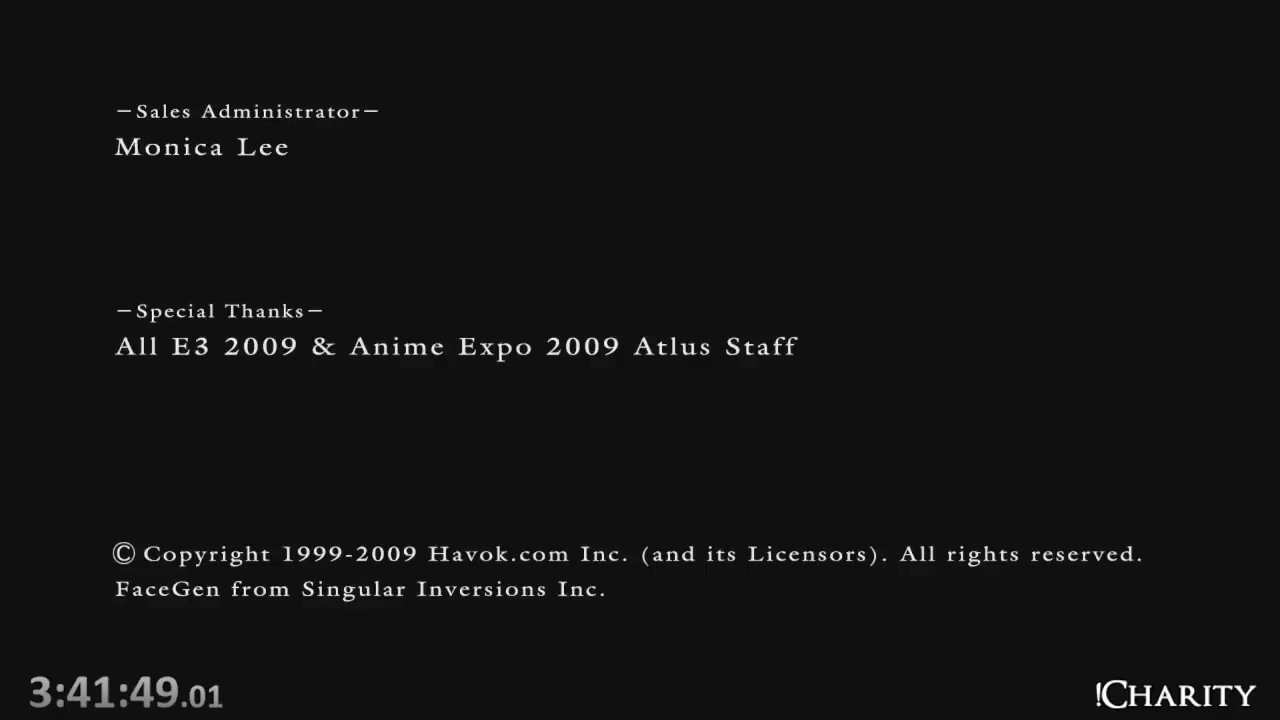 —Sales Administrator—
Monica Lee
—Special Thanks—
All E3 2009 & Anime Expo 2009 Atlus Staff
© Copyright 1999-2009 Havok.com Inc. (and its Licensors). All rights reserved.
FaceGen from Singular Inversions Inc.
3:41:49.01
!CHARITY